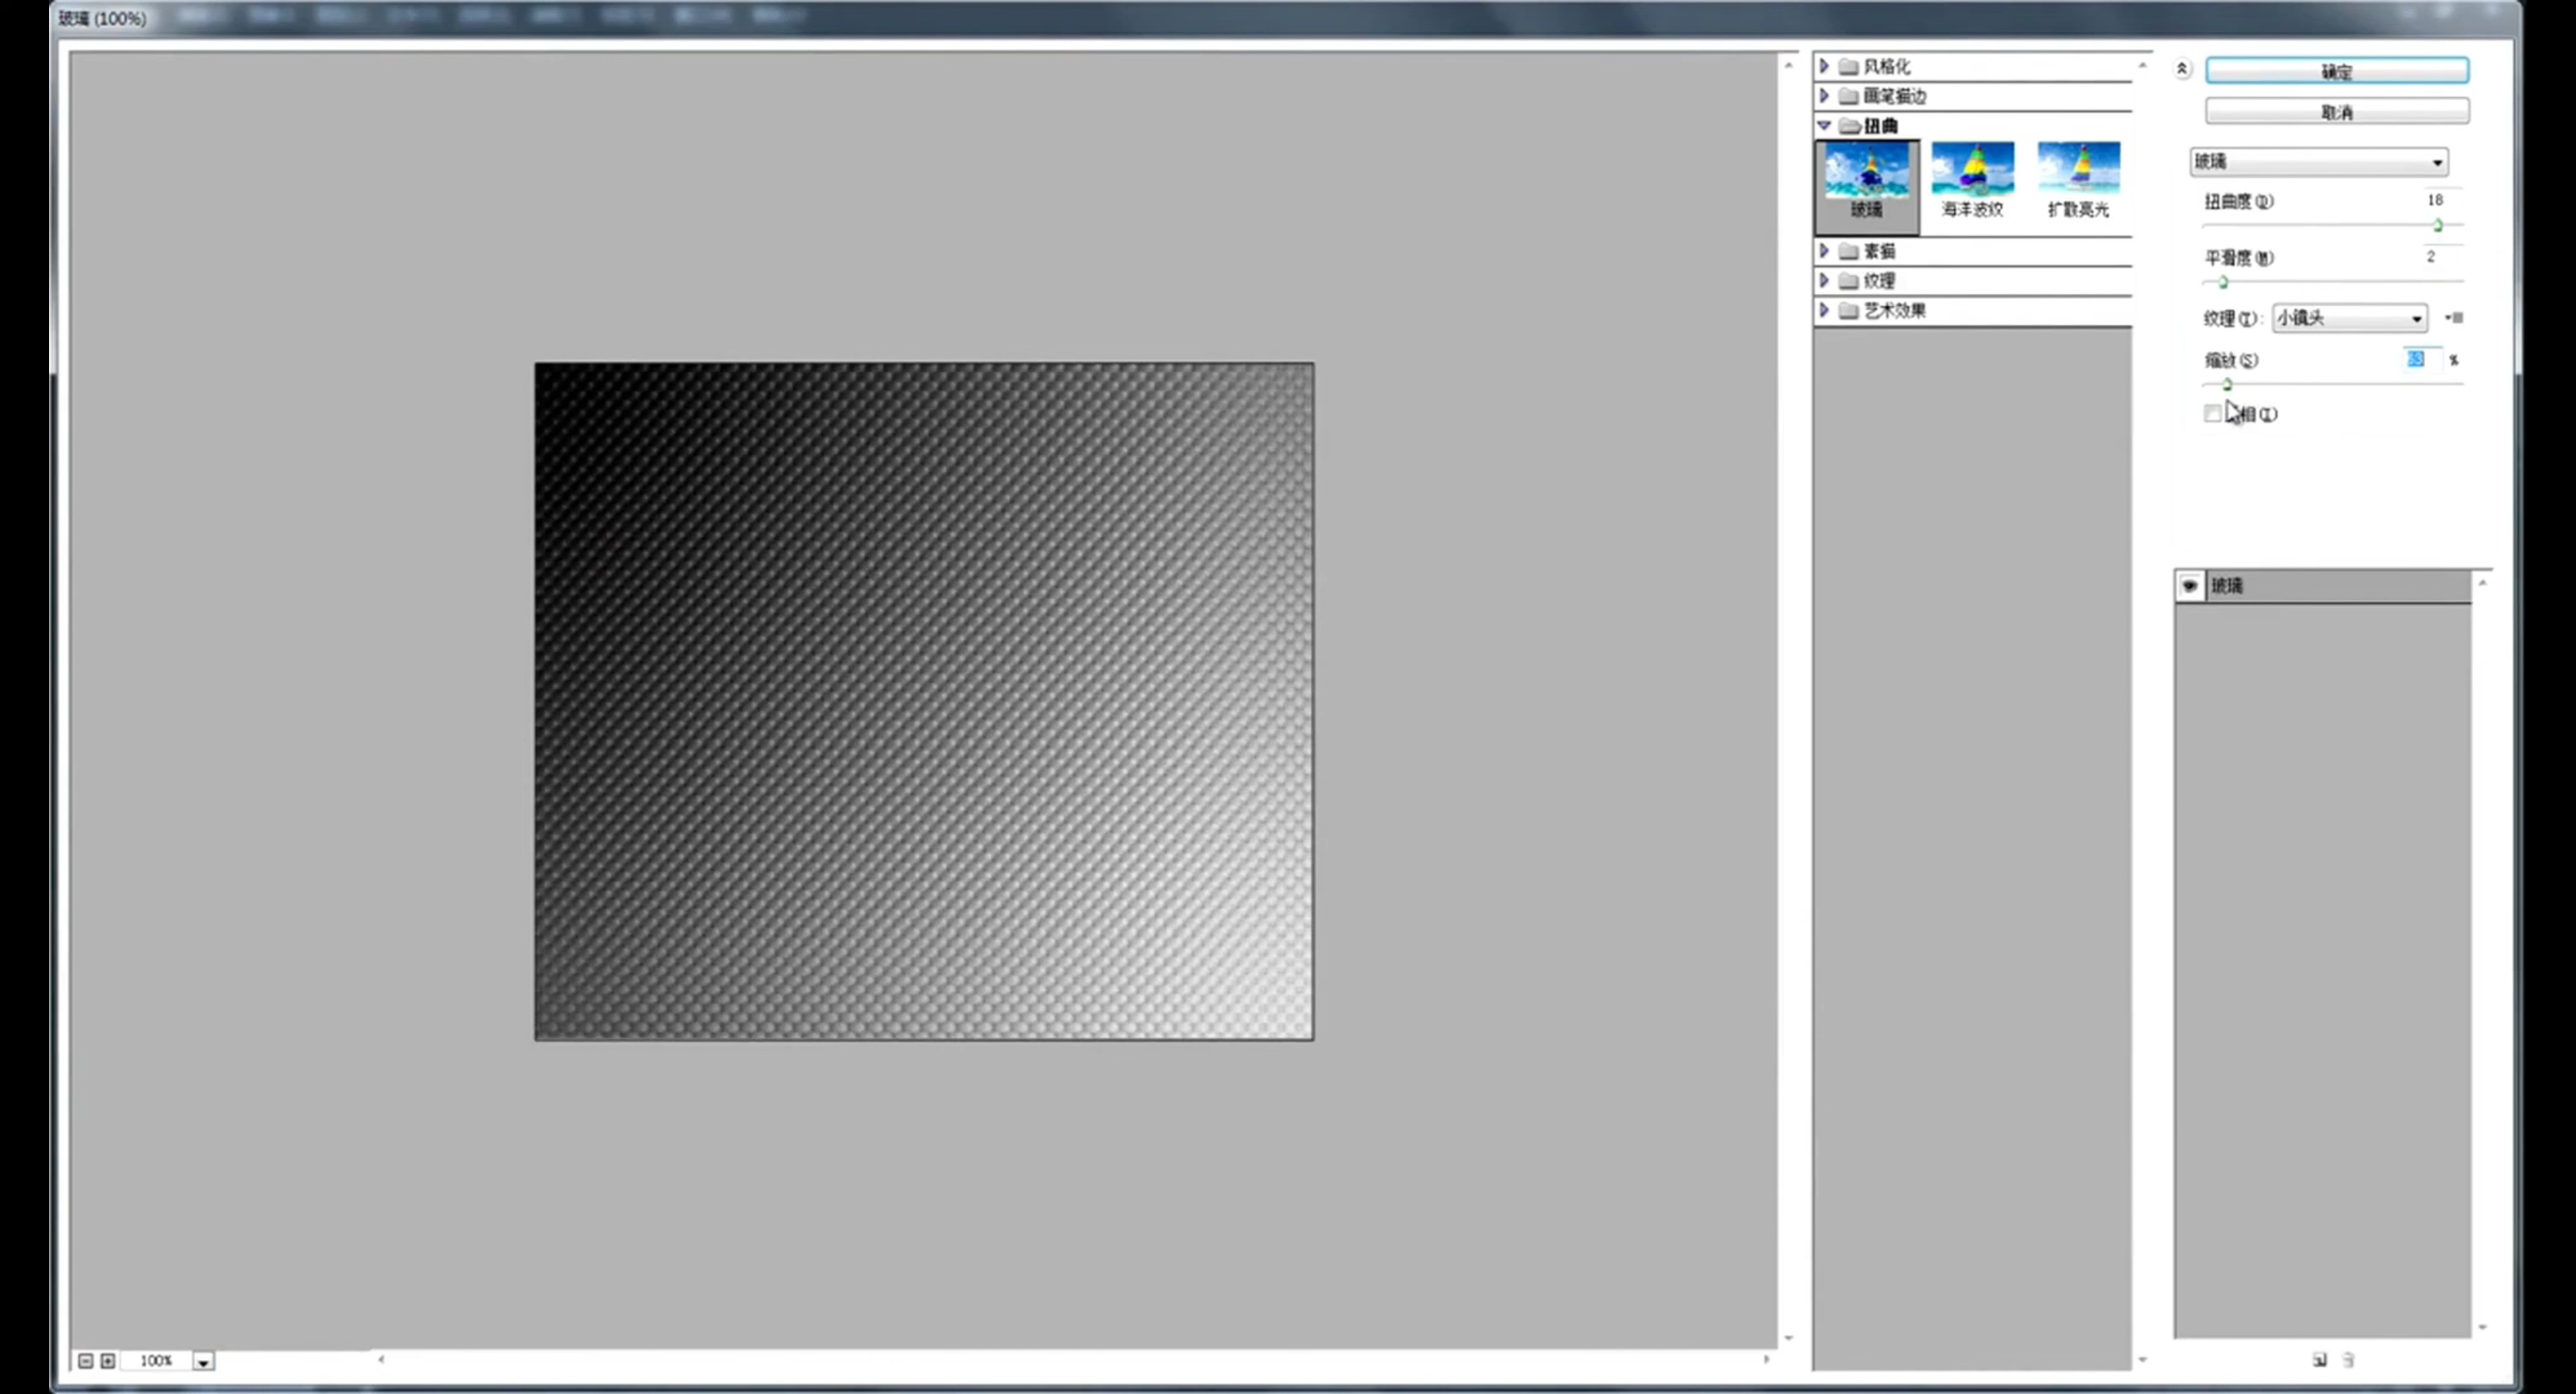 玻璃 (100%)
风格化
画笔描边
扭曲
玻璃
海洋波纹
扩散亮光
素描
纹理
艺术效果
确定
取消
玻璃
扭曲度(D) 18
平滑度(M) 2
纹理(T): 小镜头
缩放(S) 63 %
相(I)
玻璃
100%